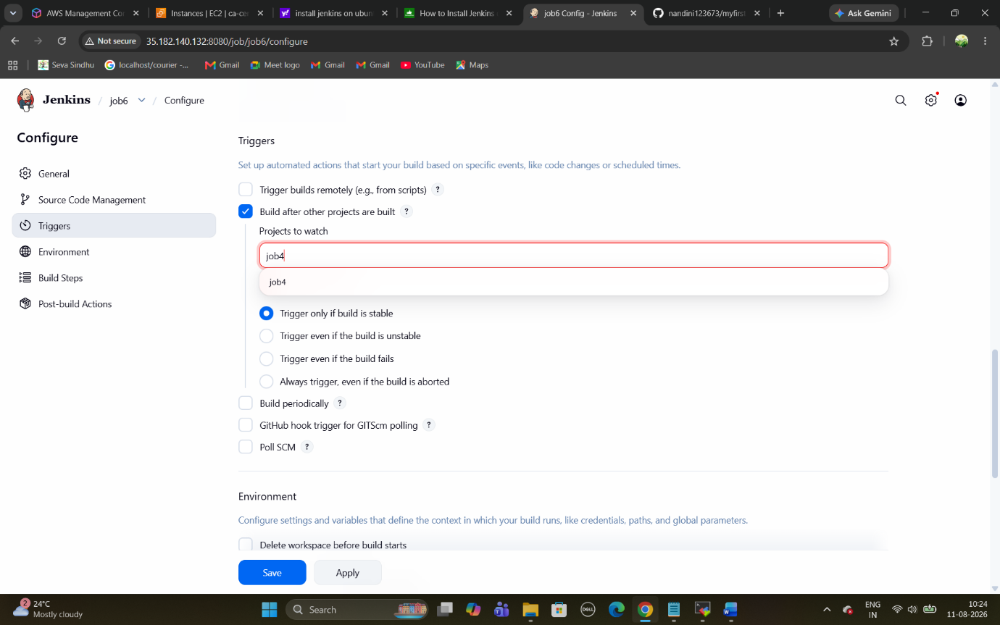 AWS Management Co
Instances | EC2 | ca-ce
install jenkins on ubun
How to Install Jenkins
job6 Config - Jenkins
nandini123673/myfirst
Ask Gemini
Not secure
35.182.140.132:8080/job/job6/configure
Seva Sindhu
localhost/courier -...
Gmail
Meet logo
Gmail
Gmail
YouTube
Maps
Jenkins / job6 / Configure
Configure
General
Source Code Management
Triggers
Environment
Build Steps
Post-build Actions
Triggers
Set up automated actions that start your build based on specific events, like code changes or scheduled times.
Trigger builds remotely (e.g., from scripts) ?
Build after other projects are built ?
Projects to watch
job4
job4
Trigger only if build is stable
Trigger even if the build is unstable
Trigger even if the build fails
Always trigger, even if the build is aborted
Build periodically ?
GitHub hook trigger for GITScm polling ?
Poll SCM ?
Environment
Configure settings and variables that define the context in which your build runs, like credentials, paths, and global parameters.
Delete workspace before build starts
Save
Apply
2
24°C
Mostly cloudy
Search
DELL
ENG
IN
10:24
11-08-2026